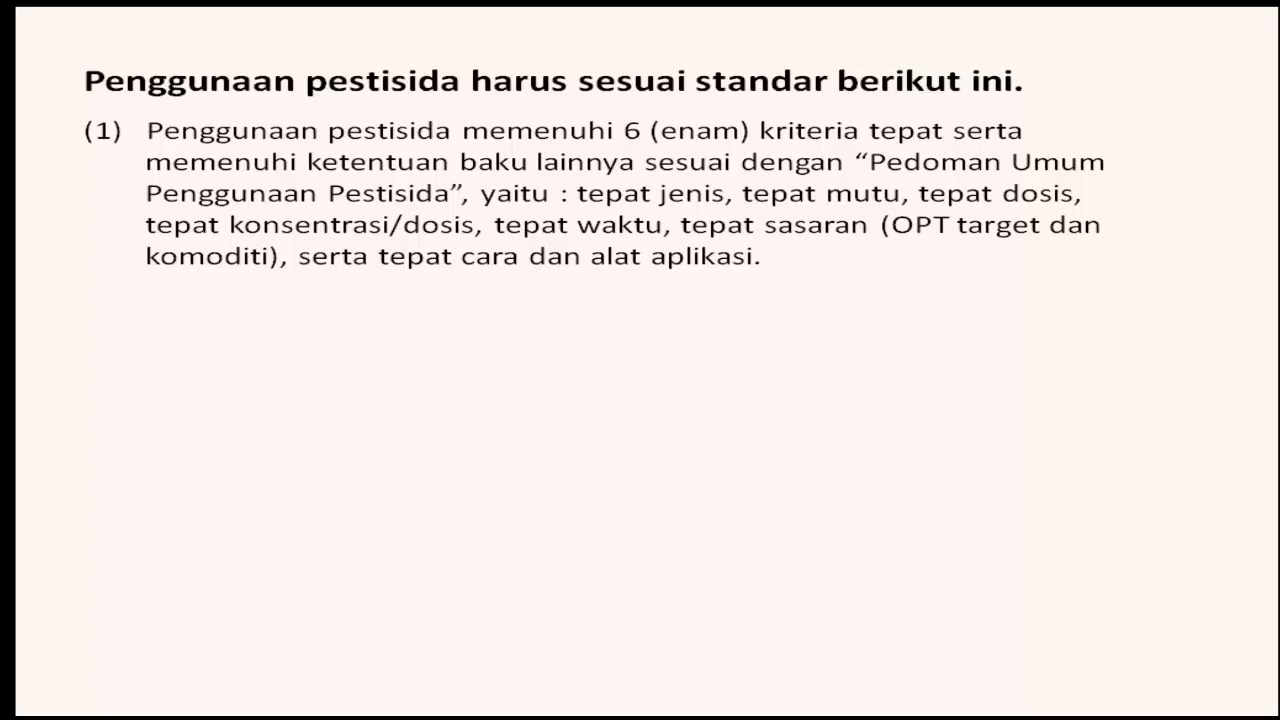 Penggunaan pestisida harus sesuai standar berikut ini.
(1) Penggunaan pestisida memenuhi 6 (enam) kriteria tepat serta
memenuhi ketentuan baku lainnya sesuai dengan “Pedoman Umum
Penggunaan Pestisida”, yaitu : tepat jenis, tepat mutu, tepat dosis,
tepat konsentrasi/dosis, tepat waktu, tepat sasaran (OPT target dan
komoditi), serta tepat cara dan alat aplikasi.